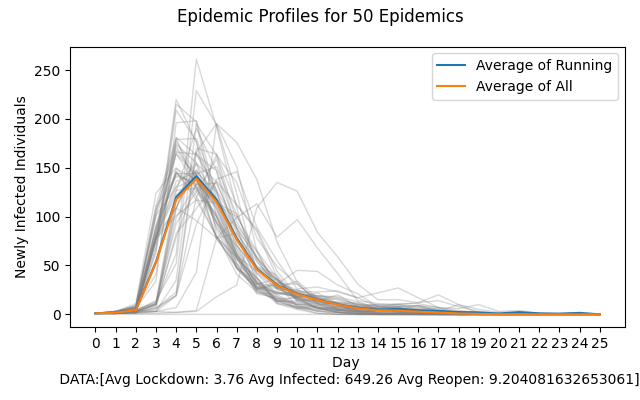 Epidemic Profiles for 50 Epidemics
Average of Running
Average of All
Newly Infected Individuals
250
200
150
100
50
0
0 1 2 3 4 5 6 7 8 9 10 11 12 13 14 15 16 17 18 19 20 21 22 23 24 25
Day
DATA:[Avg Lockdown: 3.76 Avg Infected: 649.26 Avg Reopen: 9.204081632653061]